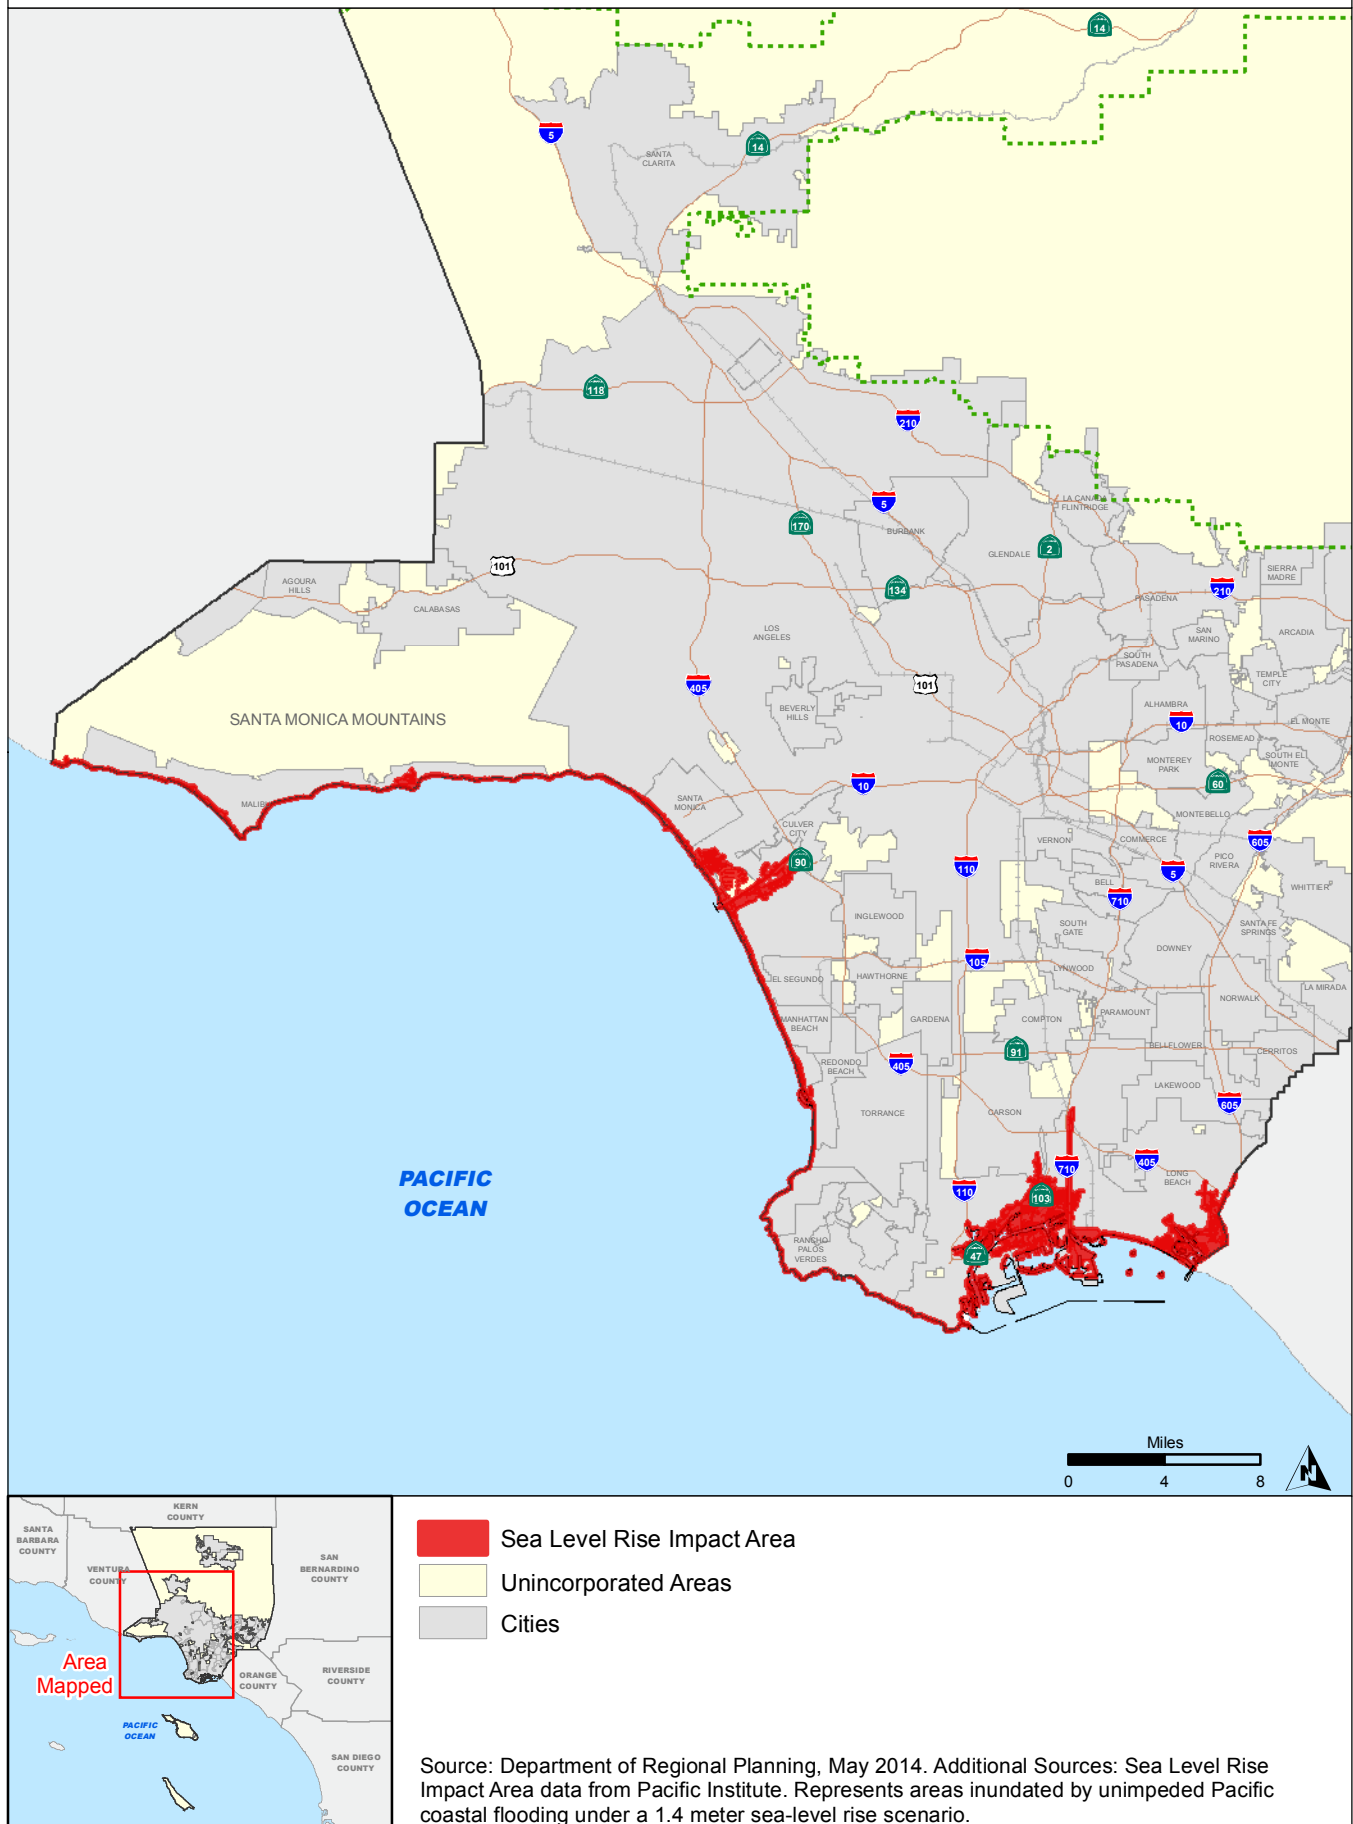 14
5
14
SANTA
CLARITA
118
210
5
170
BURBANK
LA CANADA
FLINTRIDGE
GLENDALE
2
101
134
210
SIERRA
MADRE
AGOURA
HILLS
CALABASAS
PASADENA
LOS
ANGELES
SAN
MARINO
ARCADIA
SOUTH
PASADENA
TEMPLE
CITY
405
101
BEVERLY
HILLS
ALHAMBRA
10
EL MONTE
SANTA MONICA MOUNTAINS
ROSEMEAD
SOUTH EL
MONTE
MONTEREY
PARK
60
10
MALIBU
SANTA
MONICA
MONTEBELLO
CULVER
CITY
VERNON
COMMERCE
605
90
110
5
PICO
RIVERA
BELL
710
WHITTIER
INGLEWOOD
SOUTH
GATE
SANTA FE
SPRINGS
DOWNEY
105
LYNWOOD
EL SEGUNDO
HAWTHORNE
LA MIRADA
NORWALK
MANHATTAN
BEACH
GARDENA
COMPTON
PARAMOUNT
91
BELLFLOWER
CERRITOS
REDONDO
BEACH
405
LAKEWOOD
605
TORRANCE
CARSON
710
405
LONG
BEACH
PACIFIC
OCEAN
110
103
RANCHO
PALOS
VERDES
47
Miles
0 4 8
N
KERN
COUNTY
SANTA
BARBARA
COUNTY
VENTURA
COUNTY
SAN
BERNARDINO
COUNTY
Area
Mapped
ORANGE
COUNTY
RIVERSIDE
COUNTY
PACIFIC
OCEAN
SAN DIEGO
COUNTY
Sea Level Rise Impact Area
Unincorporated Areas
Cities
Source: Department of Regional Planning, May 2014. Additional Sources: Sea Level Rise
Impact Area data from Pacific Institute. Represents areas inundated by unimpeded Pacific
coastal flooding under a 1.4 meter sea-level rise scenario.